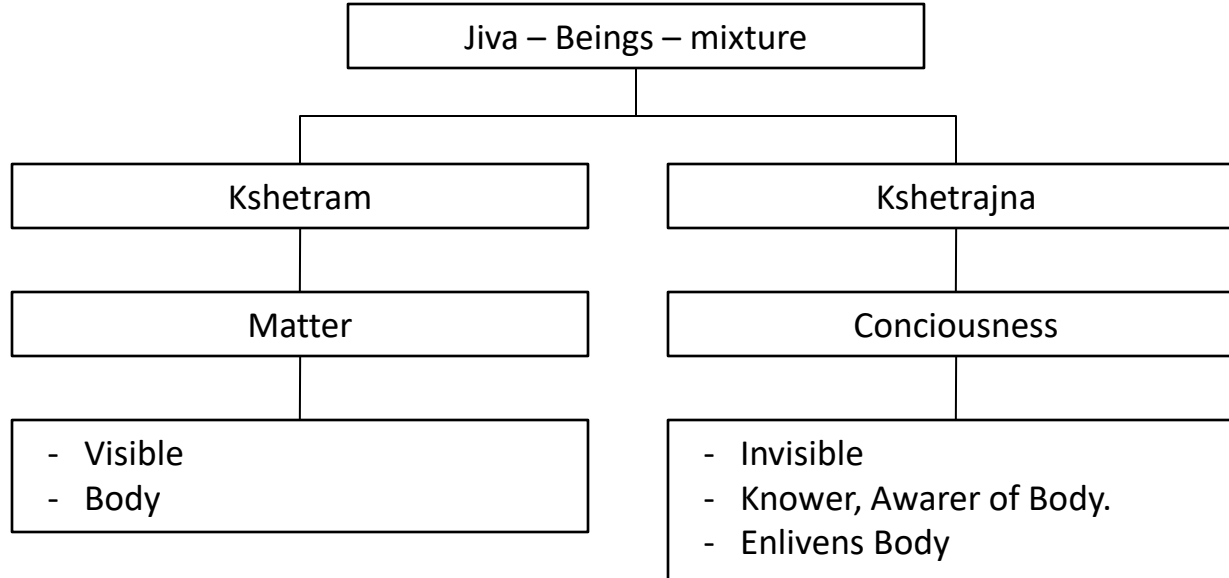 Jiva – Beings – mixture
Kshetram
Kshetrajna
Matter
Conciousness
- Visible
- Body
- Invisible
- Knower, Awarer of Body.
- Enlivens Body